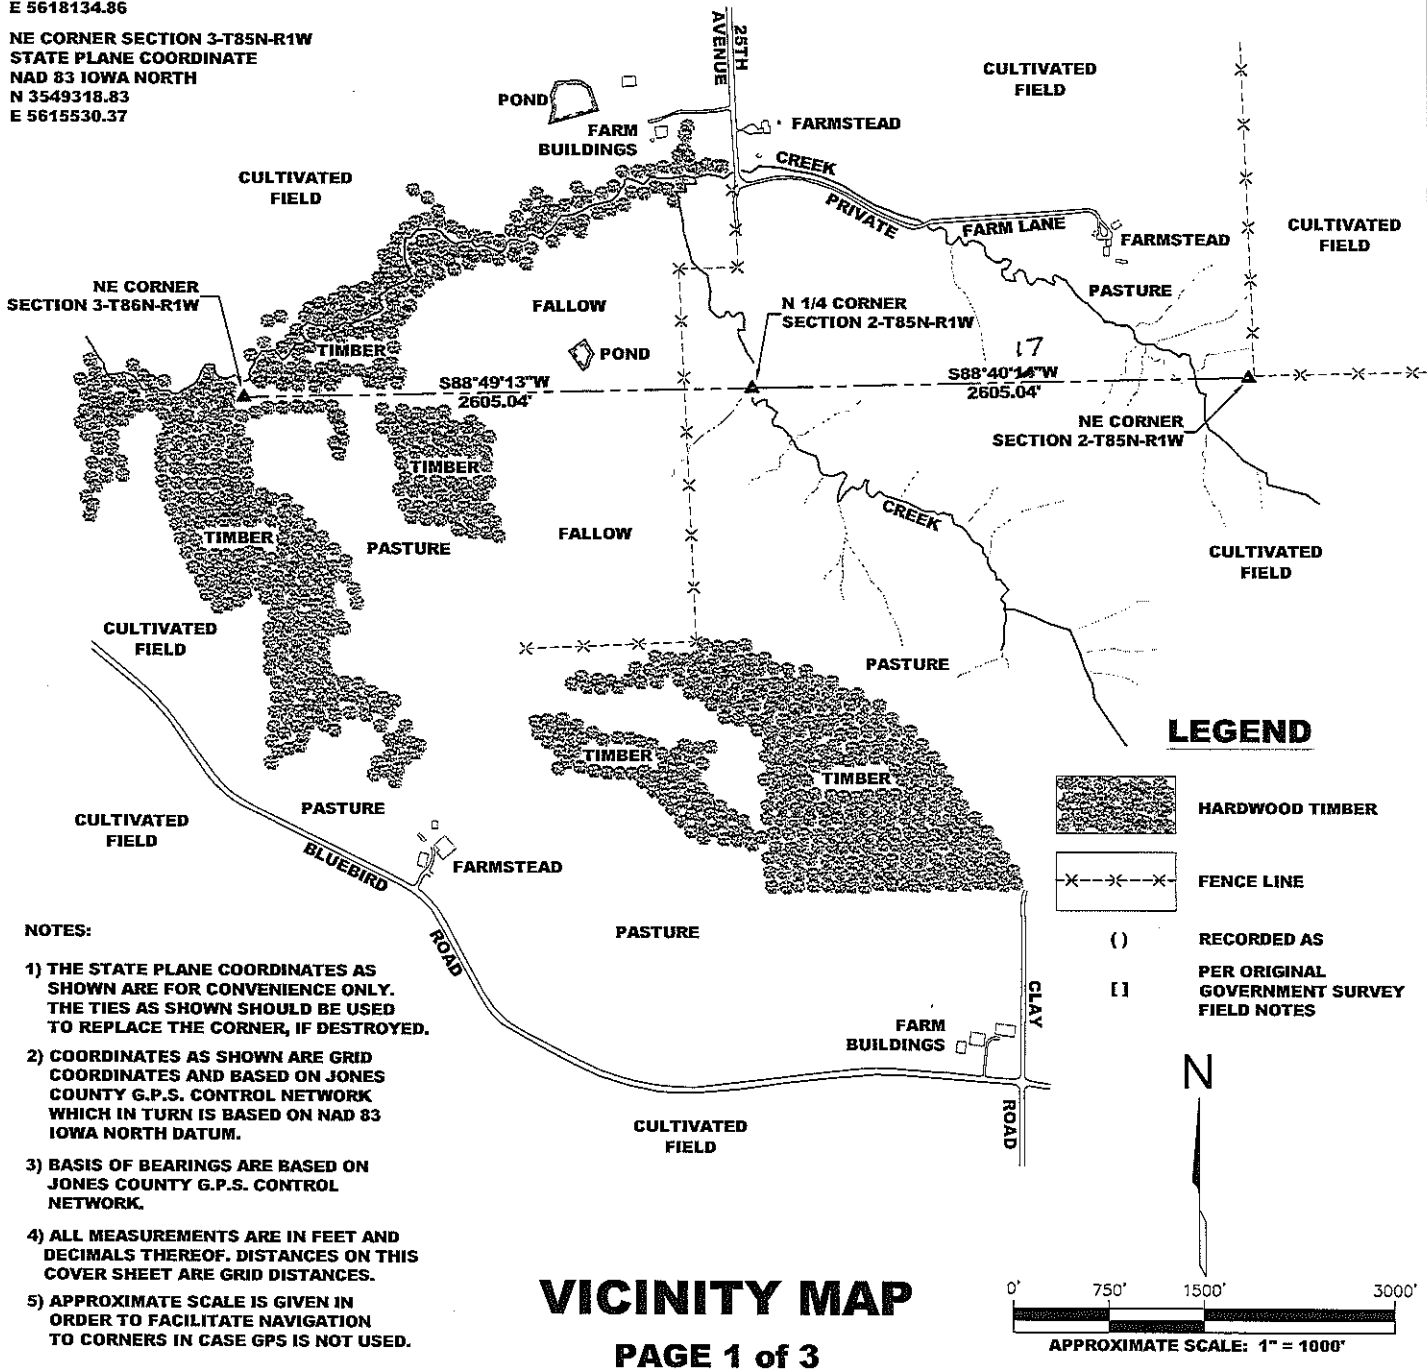 E 5618134.86
NE CORNER SECTION 3-T85N-R1W
STATE PLANE COORDINATE
NAD 83 IOWA NORTH
N 3549318.83
E 5615530.37
25TH
AVENUE
CULTIVATED
FIELD
POND
FARM
BUILDINGS
FARMSTEAD
CREEK
CULTIVATED
FIELD
PRIVATE
FARM LANE
FARMSTEAD
CULTIVATED
FIELD
NE CORNER
SECTION 3-T86N-R1W
FALLOW
N 1/4 CORNER
SECTION 2-T85N-R1W
PASTURE
TIMBER
POND
17
S88°49'13"W
2605.04'
S88°40'14"W
2605.04'
NE CORNER
SECTION 2-T85N-R1W
TIMBER
CREEK
TIMBER
PASTURE
FALLOW
CULTIVATED
FIELD
CULTIVATED
FIELD
PASTURE
TIMBER
TIMBER
CULTIVATED
FIELD
PASTURE
BLUEBIRD
ROAD
FARMSTEAD
PASTURE
CLAY
ROAD
FARM
BUILDINGS
CULTIVATED
FIELD
LEGEND
HARDWOOD TIMBER
FENCE LINE
( ) RECORDED AS
[ ] PER ORIGINAL
GOVERNMENT SURVEY
FIELD NOTES
NOTES:
1) THE STATE PLANE COORDINATES AS
SHOWN ARE FOR CONVENIENCE ONLY.
THE TIES AS SHOWN SHOULD BE USED
TO REPLACE THE CORNER, IF DESTROYED.
2) COORDINATES AS SHOWN ARE GRID
COORDINATES AND BASED ON JONES
COUNTY G.P.S. CONTROL NETWORK
WHICH IN TURN IS BASED ON NAD 83
IOWA NORTH DATUM.
3) BASIS OF BEARINGS ARE BASED ON
JONES COUNTY G.P.S. CONTROL
NETWORK.
4) ALL MEASUREMENTS ARE IN FEET AND
DECIMALS THEREOF. DISTANCES ON THIS
COVER SHEET ARE GRID DISTANCES.
5) APPROXIMATE SCALE IS GIVEN IN
ORDER TO FACILITATE NAVIGATION
TO CORNERS IN CASE GPS IS NOT USED.
N
0' 750' 1500' 3000'
APPROXIMATE SCALE: 1" = 1000'
VICINITY MAP
PAGE 1 of 3